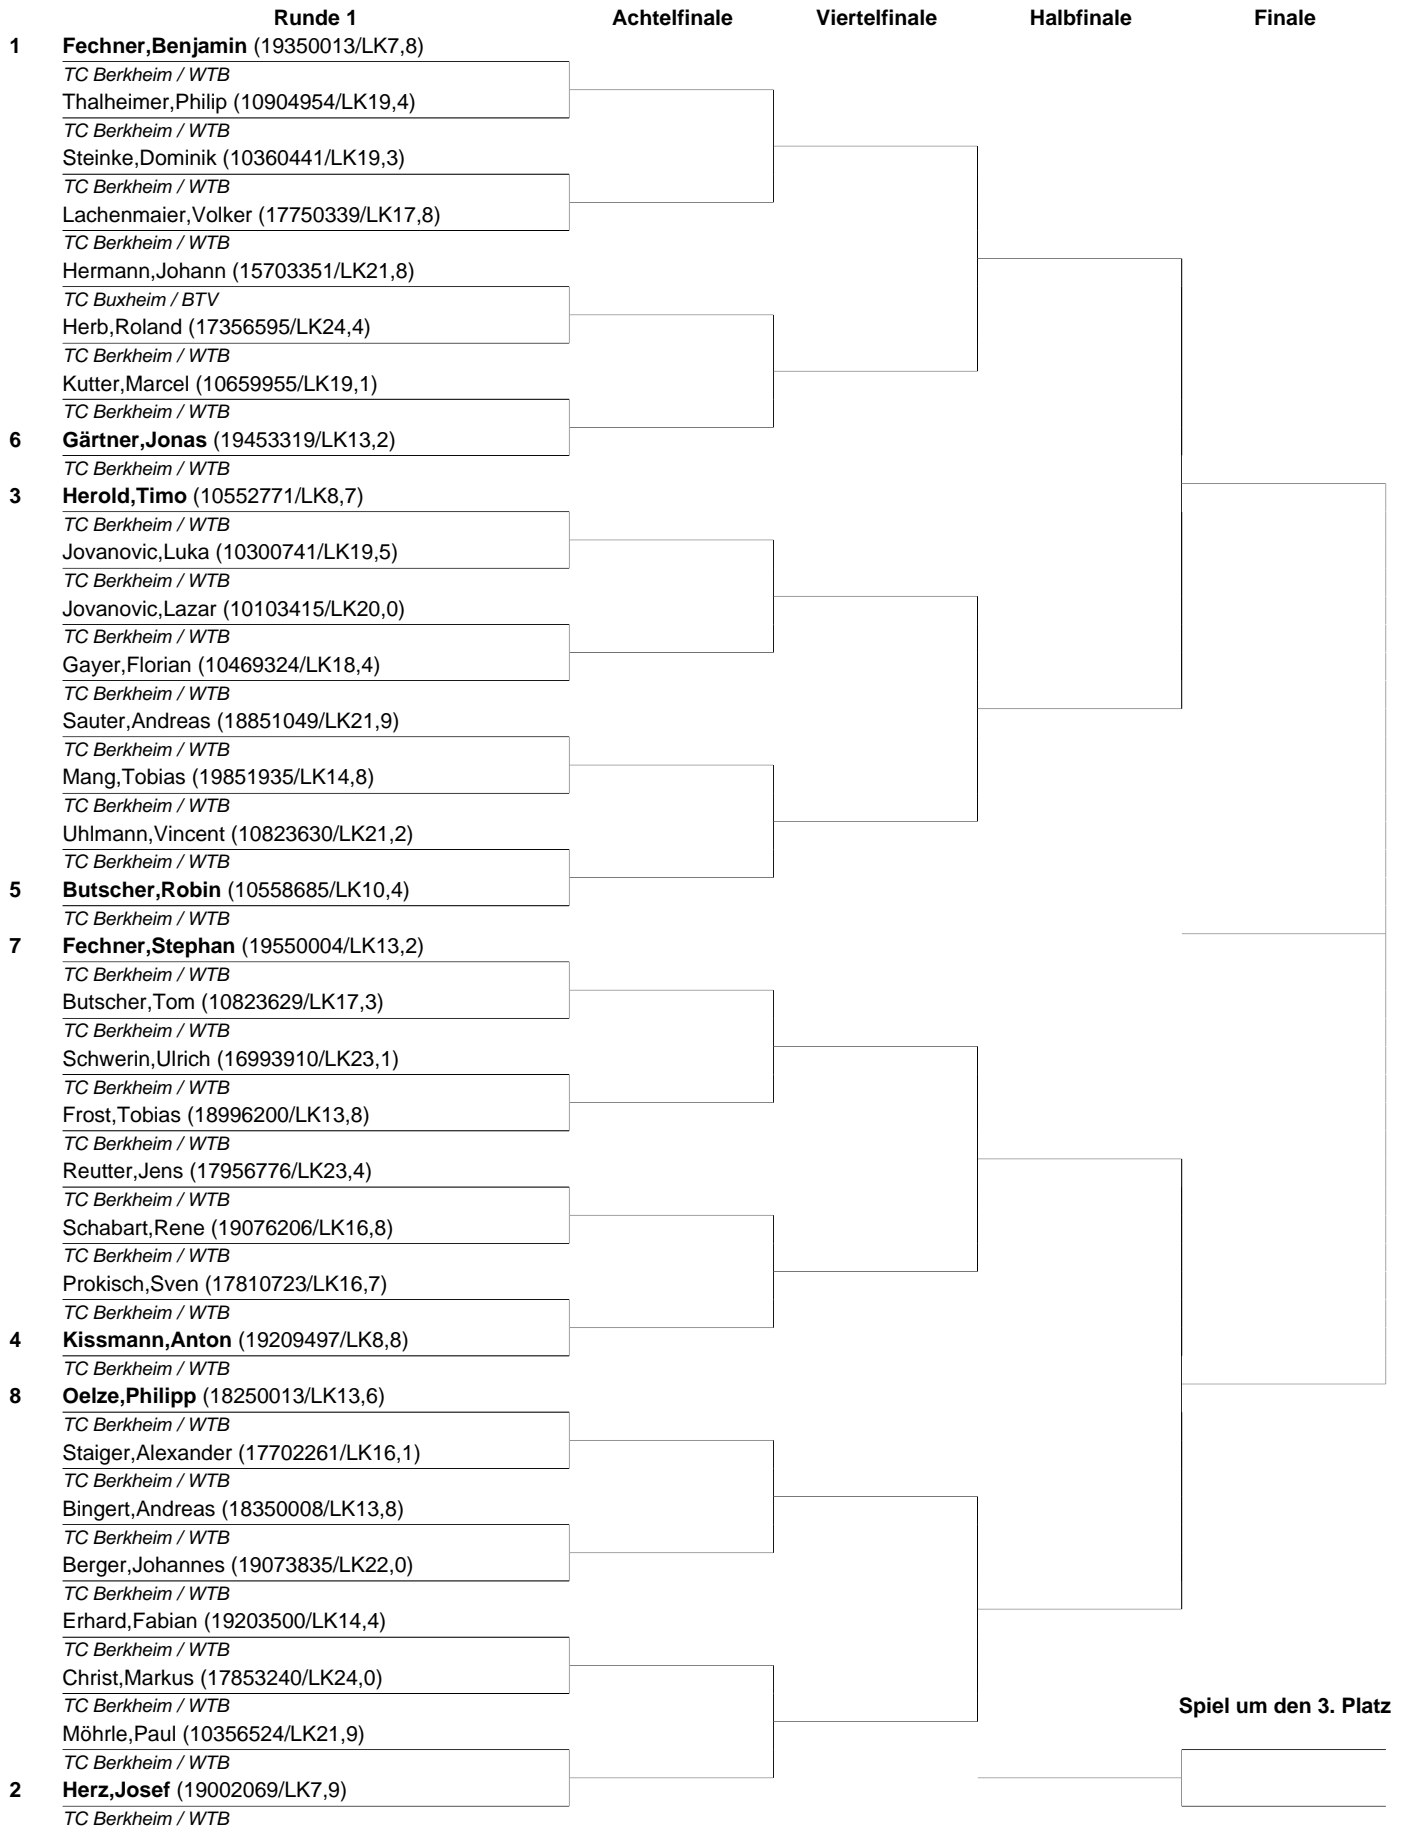 Runde 1 Achtelfinale Viertelfinale Halbfinale Finale
1 Fechner,Benjamin (19350013/LK7,8)
TC Berkheim / WTB
Thalheimer,Philip (10904954/LK19,4)
TC Berkheim / WTB
Steinke,Dominik (10360441/LK19,3)
TC Berkheim / WTB
Lachenmaier,Volker (17750339/LK17,8)
TC Berkheim / WTB
Hermann,Johann (15703351/LK21,8)
TC Buxheim / BTV
Herb,Roland (17356595/LK24,4)
TC Berkheim / WTB
Kutter,Marcel (10659955/LK19,1)
TC Berkheim / WTB
6 Gärtner,Jonas (19453319/LK13,2)
TC Berkheim / WTB
3 Herold,Timo (10552771/LK8,7)
TC Berkheim / WTB
Jovanovic,Luka (10300741/LK19,5)
TC Berkheim / WTB
Jovanovic,Lazar (10103415/LK20,0)
TC Berkheim / WTB
Gayer,Florian (10469324/LK18,4)
TC Berkheim / WTB
Sauter,Andreas (18851049/LK21,9)
TC Berkheim / WTB
Mang,Tobias (19851935/LK14,8)
TC Berkheim / WTB
Uhlmann,Vincent (10823630/LK21,2)
TC Berkheim / WTB
5 Butscher,Robin (10558685/LK10,4)
TC Berkheim / WTB
7 Fechner,Stephan (19550004/LK13,2)
TC Berkheim / WTB
Butscher,Tom (10823629/LK17,3)
TC Berkheim / WTB
Schwerin,Ulrich (16993910/LK23,1)
TC Berkheim / WTB
Frost,Tobias (18996200/LK13,8)
TC Berkheim / WTB
Reutter,Jens (17956776/LK23,4)
TC Berkheim / WTB
Schabart,Rene (19076206/LK16,8)
TC Berkheim / WTB
Prokisch,Sven (17810723/LK16,7)
TC Berkheim / WTB
4 Kissmann,Anton (19209497/LK8,8)
TC Berkheim / WTB
8 Oelze,Philipp (18250013/LK13,6)
TC Berkheim / WTB
Staiger,Alexander (17702261/LK16,1)
TC Berkheim / WTB
Bingert,Andreas (18350008/LK13,8)
TC Berkheim / WTB
Berger,Johannes (19073835/LK22,0)
TC Berkheim / WTB
Erhard,Fabian (19203500/LK14,4)
TC Berkheim / WTB
Christ,Markus (17853240/LK24,0)
TC Berkheim / WTB
Spiel um den 3. Platz
Möhrle,Paul (10356524/LK21,9)
TC Berkheim / WTB
2 Herz,Josef (19002069/LK7,9)
TC Berkheim / WTB